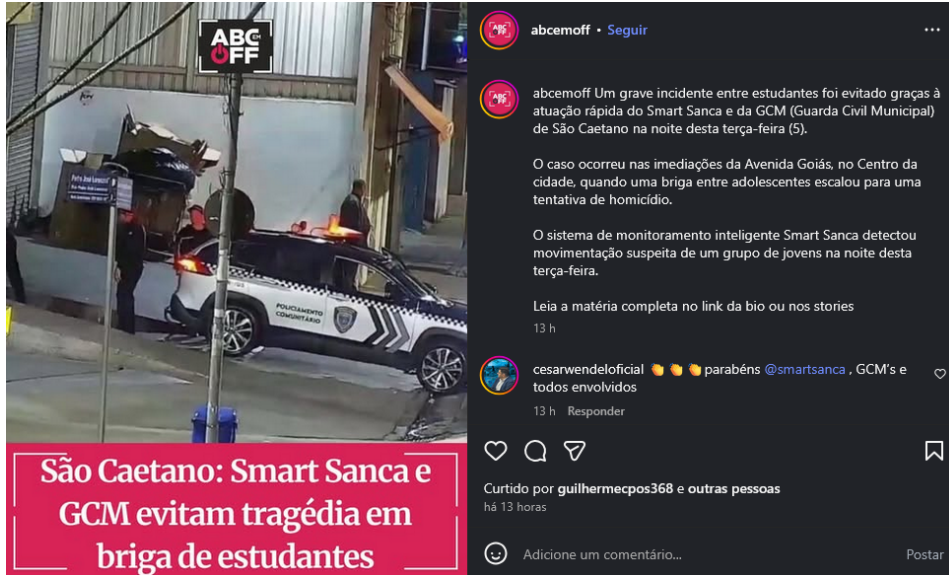 ABC
EM
OFF
POLICIAMENTO
COMUNITÁRIO
São Caetano: Smart Sanca e
GCM evitam tragédia em
briga de estudantes
abcemoff • Seguir
abcemoff Um grave incidente entre estudantes foi evitado graças à
atuação rápida do Smart Sanca e da GCM (Guarda Civil Municipal)
de São Caetano na noite desta terça-feira (5).
O caso ocorreu nas imediações da Avenida Goiás, no Centro da
cidade, quando uma briga entre adolescentes escalou para uma
tentativa de homicídio.
O sistema de monitoramento inteligente Smart Sanca detectou
movimentação suspeita de um grupo de jovens na noite desta
terça-feira.
Leia a matéria completa no link da bio ou nos stories
13 h
cesarwendeloficial 👏 👏 👏 parabéns @smartsanca , GCM's e
todos envolvidos
13 h Responder
Curtido por guilhermecpos368 e outras pessoas
há 13 horas
Adicione um comentário...
Postar